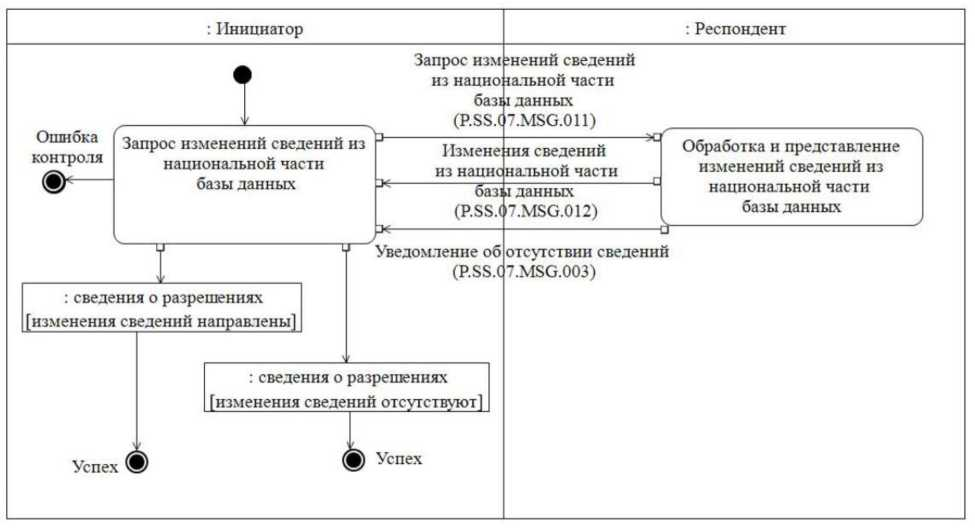 : Инициатор
: Респондент
Запрос изменений сведений
из национальной части
базы данных
(P.SS.07.MSG.011)
Ошибка
контроля
Запрос изменений сведений из
национальной части
базы данных
Изменения сведений
из национальной части
базы данных
(P.SS.07.MSG.012)
Обработка и представление
изменений сведений из
национальной части
базы данных
Уведомление об отсутствии сведений
(P.SS.07.MSG.003)
: сведения о разрешениях
[изменения сведений направлены]
: сведения о разрешениях
[изменения сведений отсутствуют]
Успех
Успех